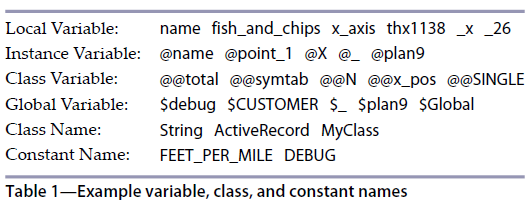 Local Variable: name fish_and_chips x_axis thx1138 _x _26
Instance Variable: @name @point_1 @X @_ @plan9
Class Variable: @@total @@symtab @@N @@x_pos @@SINGLE
Global Variable: $debug $CUSTOMER $_ $plan9 $Global
Class Name: String ActiveRecord MyClass
Constant Name: FEET_PER_MILE DEBUG
Table 1—Example variable, class, and constant names